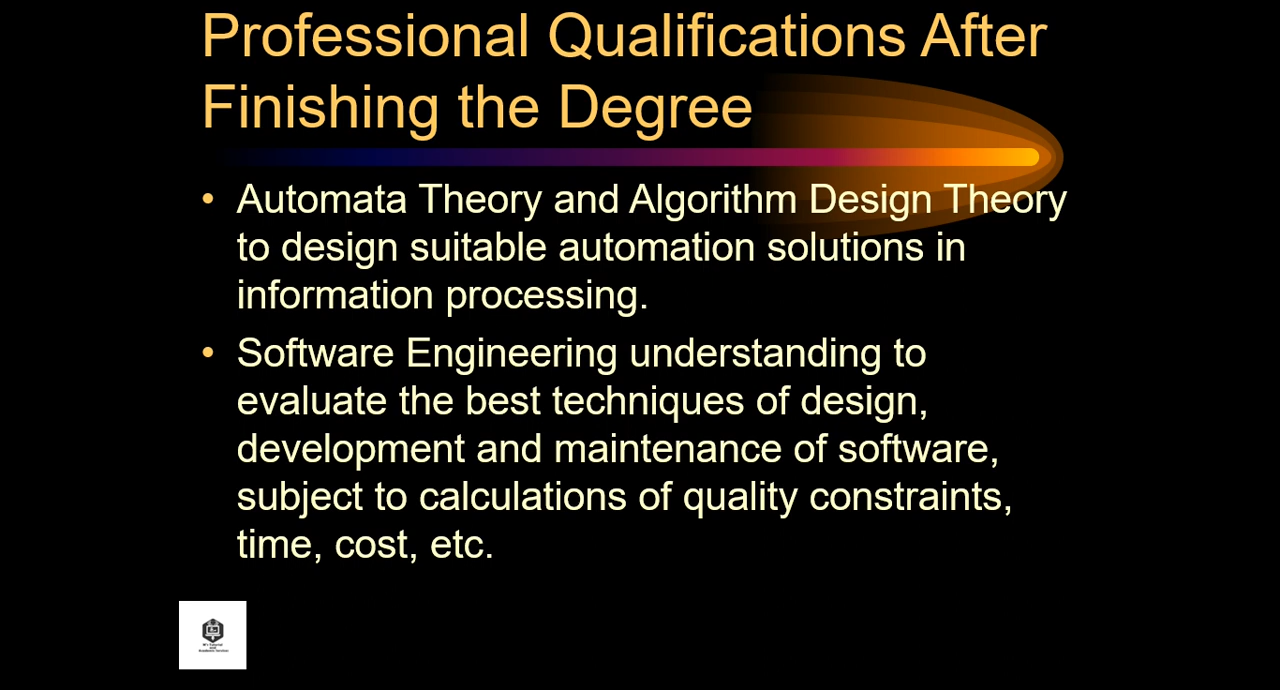 Professional Qualifications After
Finishing the Degree
• Automata Theory and Algorithm Design Theory
to design suitable automation solutions in
information processing.
• Software Engineering understanding to
evaluate the best techniques of design,
development and maintenance of software,
subject to calculations of quality constraints,
time, cost, etc.